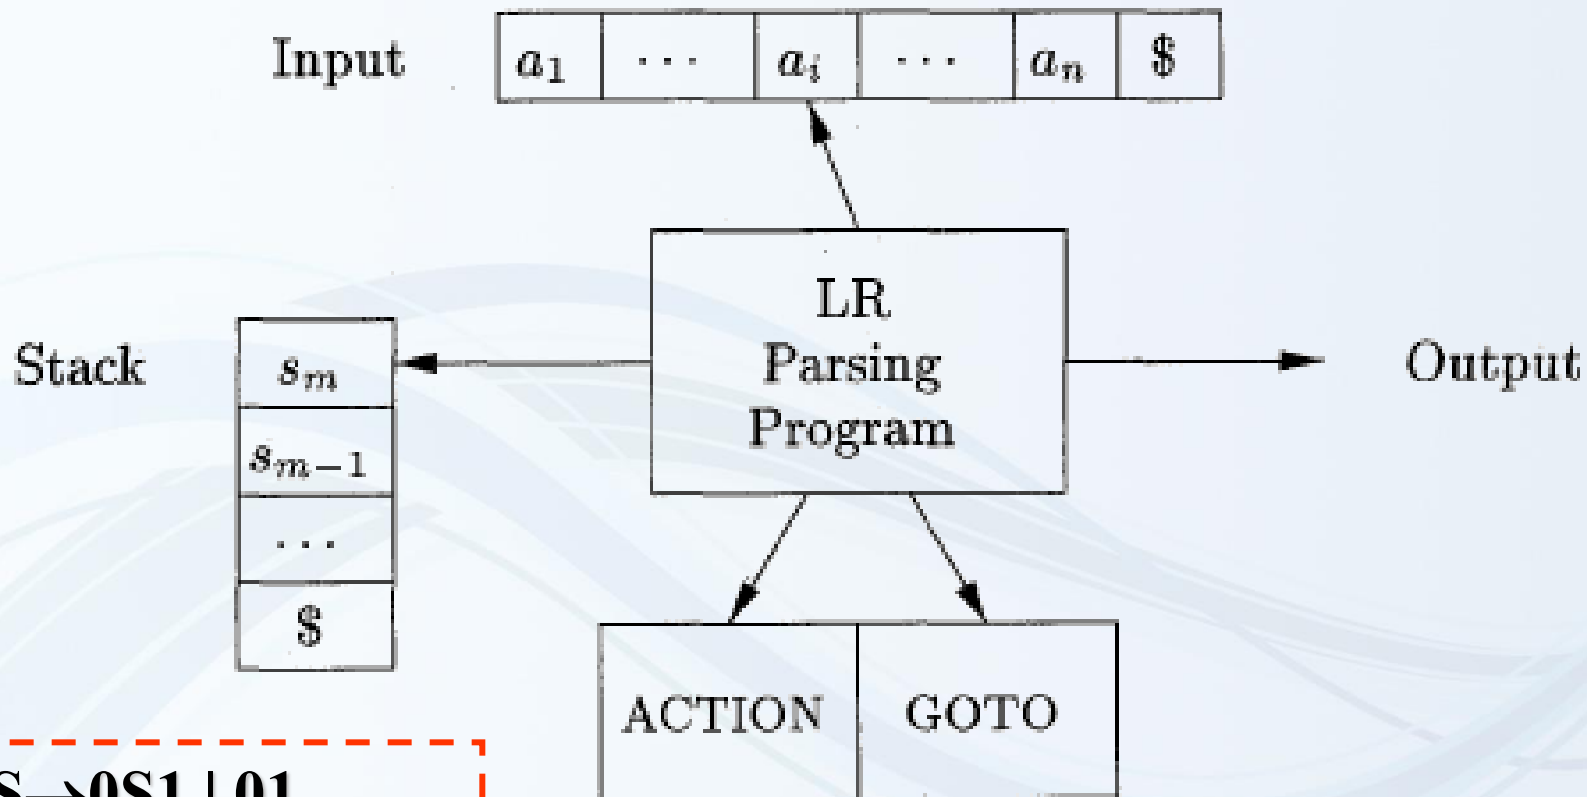 Input a₁ ... aᵢ ... aₙ $
LR
Parsing
Program
Stack
sₘ
sₘ₋₁
...
$
Output
ACTION GOTO
S→0S1 | 01